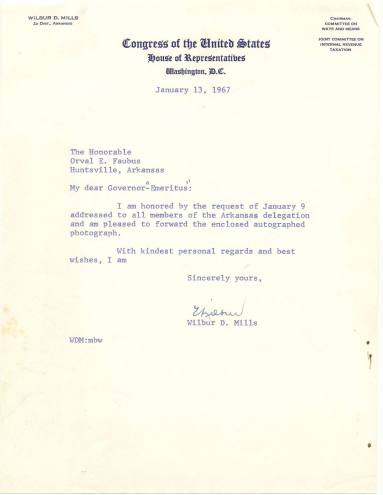 WILBUR D. MILLS
2D DIST., ARKANSAS
CHAIRMAN:
COMMITTEE ON
WAYS AND MEANS
JOINT COMMITTEE ON
INTERNAL REVENUE
TAXATION
Congress of the United States
House of Representatives
Washington, D.C.
January 13, 1967
The Honorable
Orval E. Faubus
Huntsville, Arkansas
My dear Governor-Emeritus:
I am honored by the request of January 9
addressed to all members of the Arkansas delegation
and am pleased to forward the enclosed autographed
photograph.
With kindest personal regards and best
wishes, I am
Sincerely yours,
Wilbur
Wilbur D. Mills
WDM:mbw